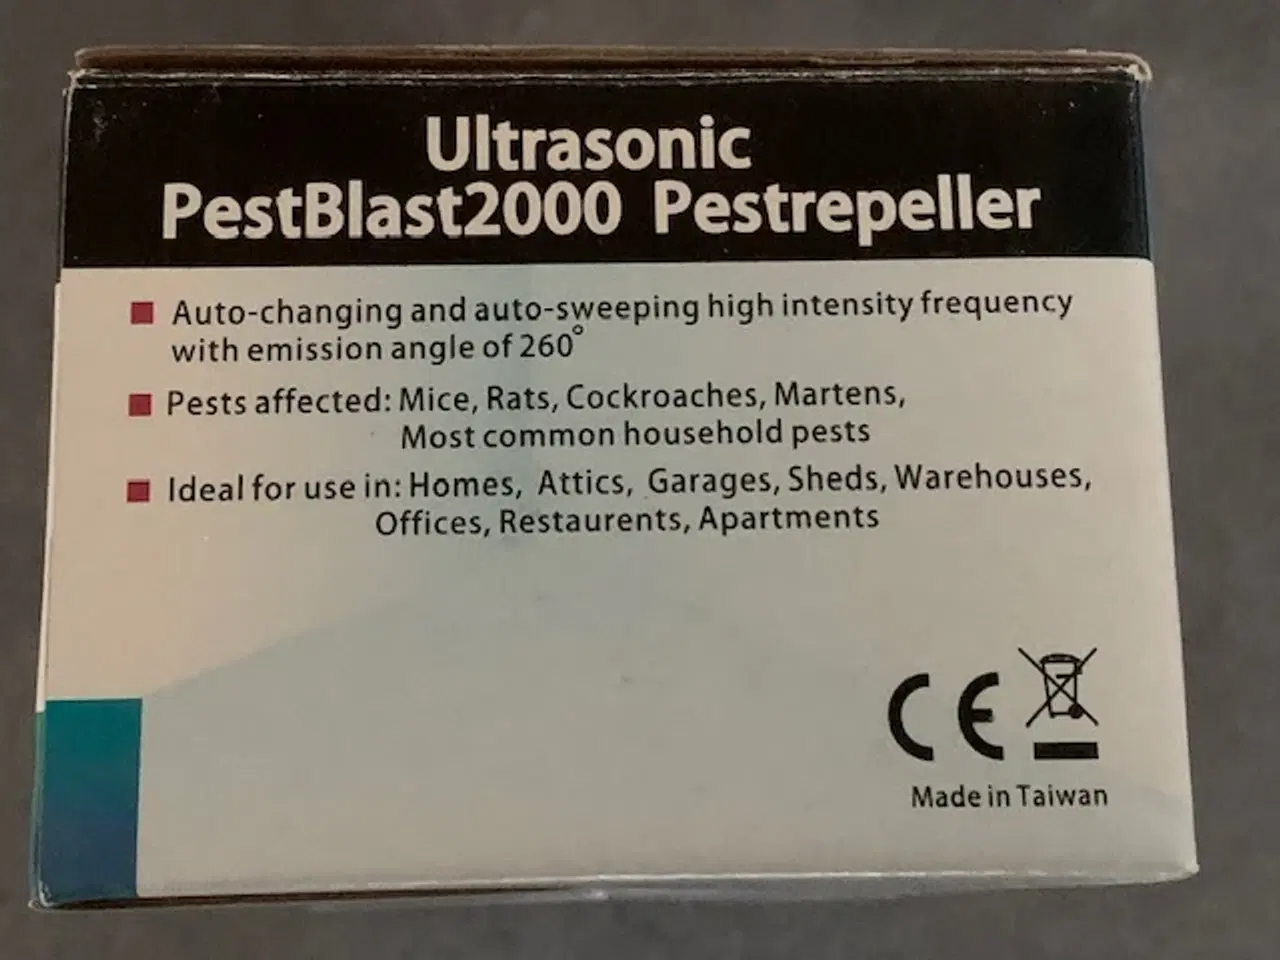 Ultrasonic
PestBlast2000 Pestrepeller
Auto-changing and auto-sweeping high intensity frequency
with emission angle of 260°
Pests affected: Mice, Rats, Cockroaches, Martens,
Most common household pests
Ideal for use in: Homes, Attics, Garages, Sheds, Warehouses,
Offices, Restaurents, Apartments
CE
Made in Taiwan